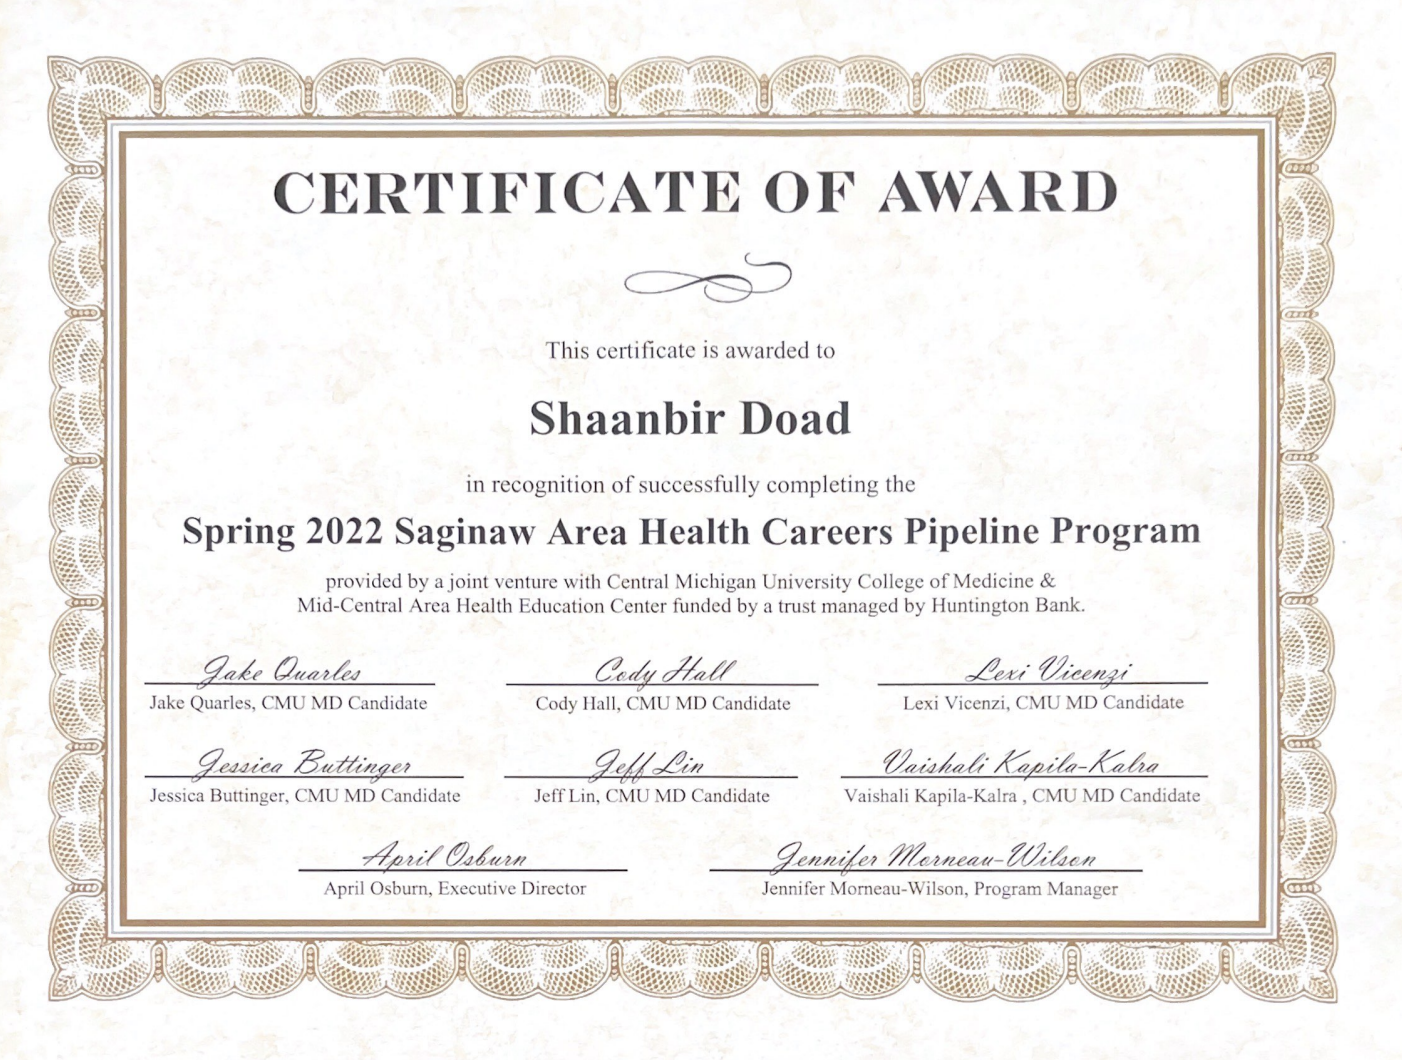 CERTIFICATE OF AWARD
This certificate is awarded to
Shaanbir Doad
in recognition of successfully completing the
Spring 2022 Saginaw Area Health Careers Pipeline Program
provided by a joint venture with Central Michigan University College of Medicine &
Mid-Central Area Health Education Center funded by a trust managed by Huntington Bank.
Jake Quarles Cody Hall Lexi Vicenzi
Jake Quarles, CMU MD Candidate Cody Hall, CMU MD Candidate Lexi Vicenzi, CMU MD Candidate
Jessica Buttinger Jeff Lin Vaishali Kapila-Kalra
Jessica Buttinger, CMU MD Candidate Jeff Lin, CMU MD Candidate Vaishali Kapila-Kalra , CMU MD Candidate
April Osburn Jennifer Morneau-Wilson
April Osburn, Executive Director Jennifer Morneau-Wilson, Program Manager